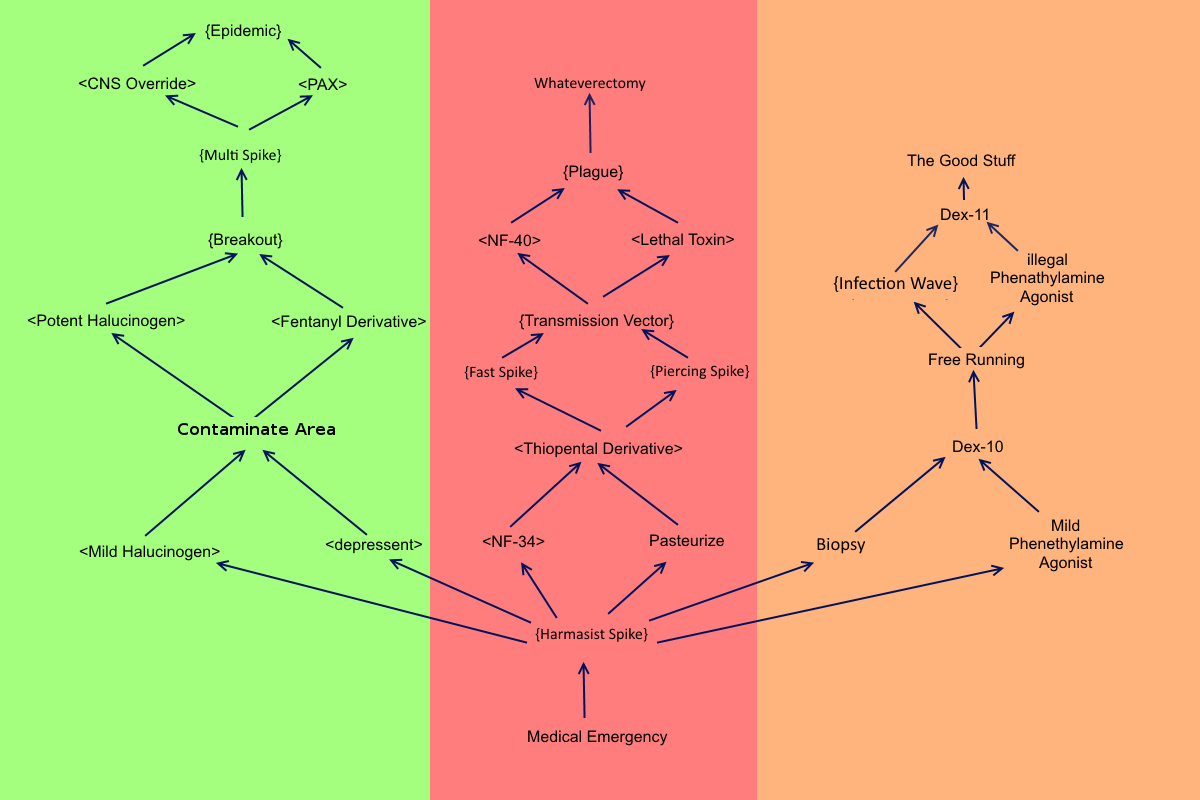 {Epidemic}
<CNS Override>
<PAX>
{Multi Spike}
{Breakout}
<Potent Halucinogen>
<Fentanyl Derivative>
Contaminate Area
<Mild Halucinogen>
<depressent>
Whateverectomy
{Plague}
<NF-40>
<Lethal Toxin>
{Transmission Vector}
{Fast Spike}
{Piercing Spike}
<Thiopental Derivative>
<NF-34>
Pasteurize
{Harmasist Spike}
Medical Emergency
The Good Stuff
Dex-11
{Infection Wave}
illegal
Phenathylamine
Agonist
Free Running
Dex-10
Biopsy
Mild
Phenethylamine
Agonist